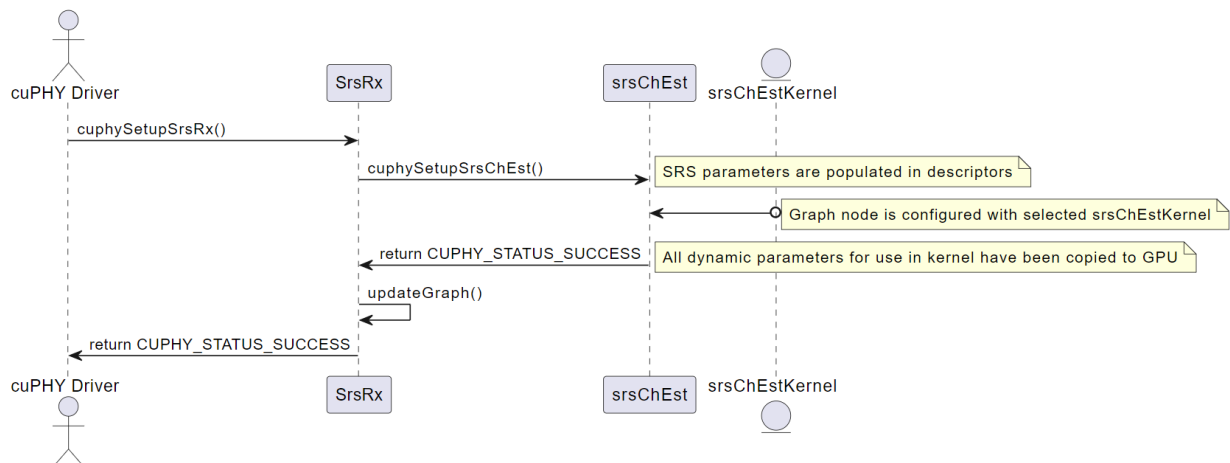 cuPHY Driver
SrsRx
srsChEst
srsChEstKernel
cuphySetupSrsRx()
cuphySetupSrsChEst()
SRS parameters are populated in descriptors
Graph node is configured with selected srsChEstKernel
return CUPHY_STATUS_SUCCESS
All dynamic parameters for use in kernel have been copied to GPU
updateGraph()
return CUPHY_STATUS_SUCCESS
cuPHY Driver
SrsRx
srsChEst
srsChEstKernel